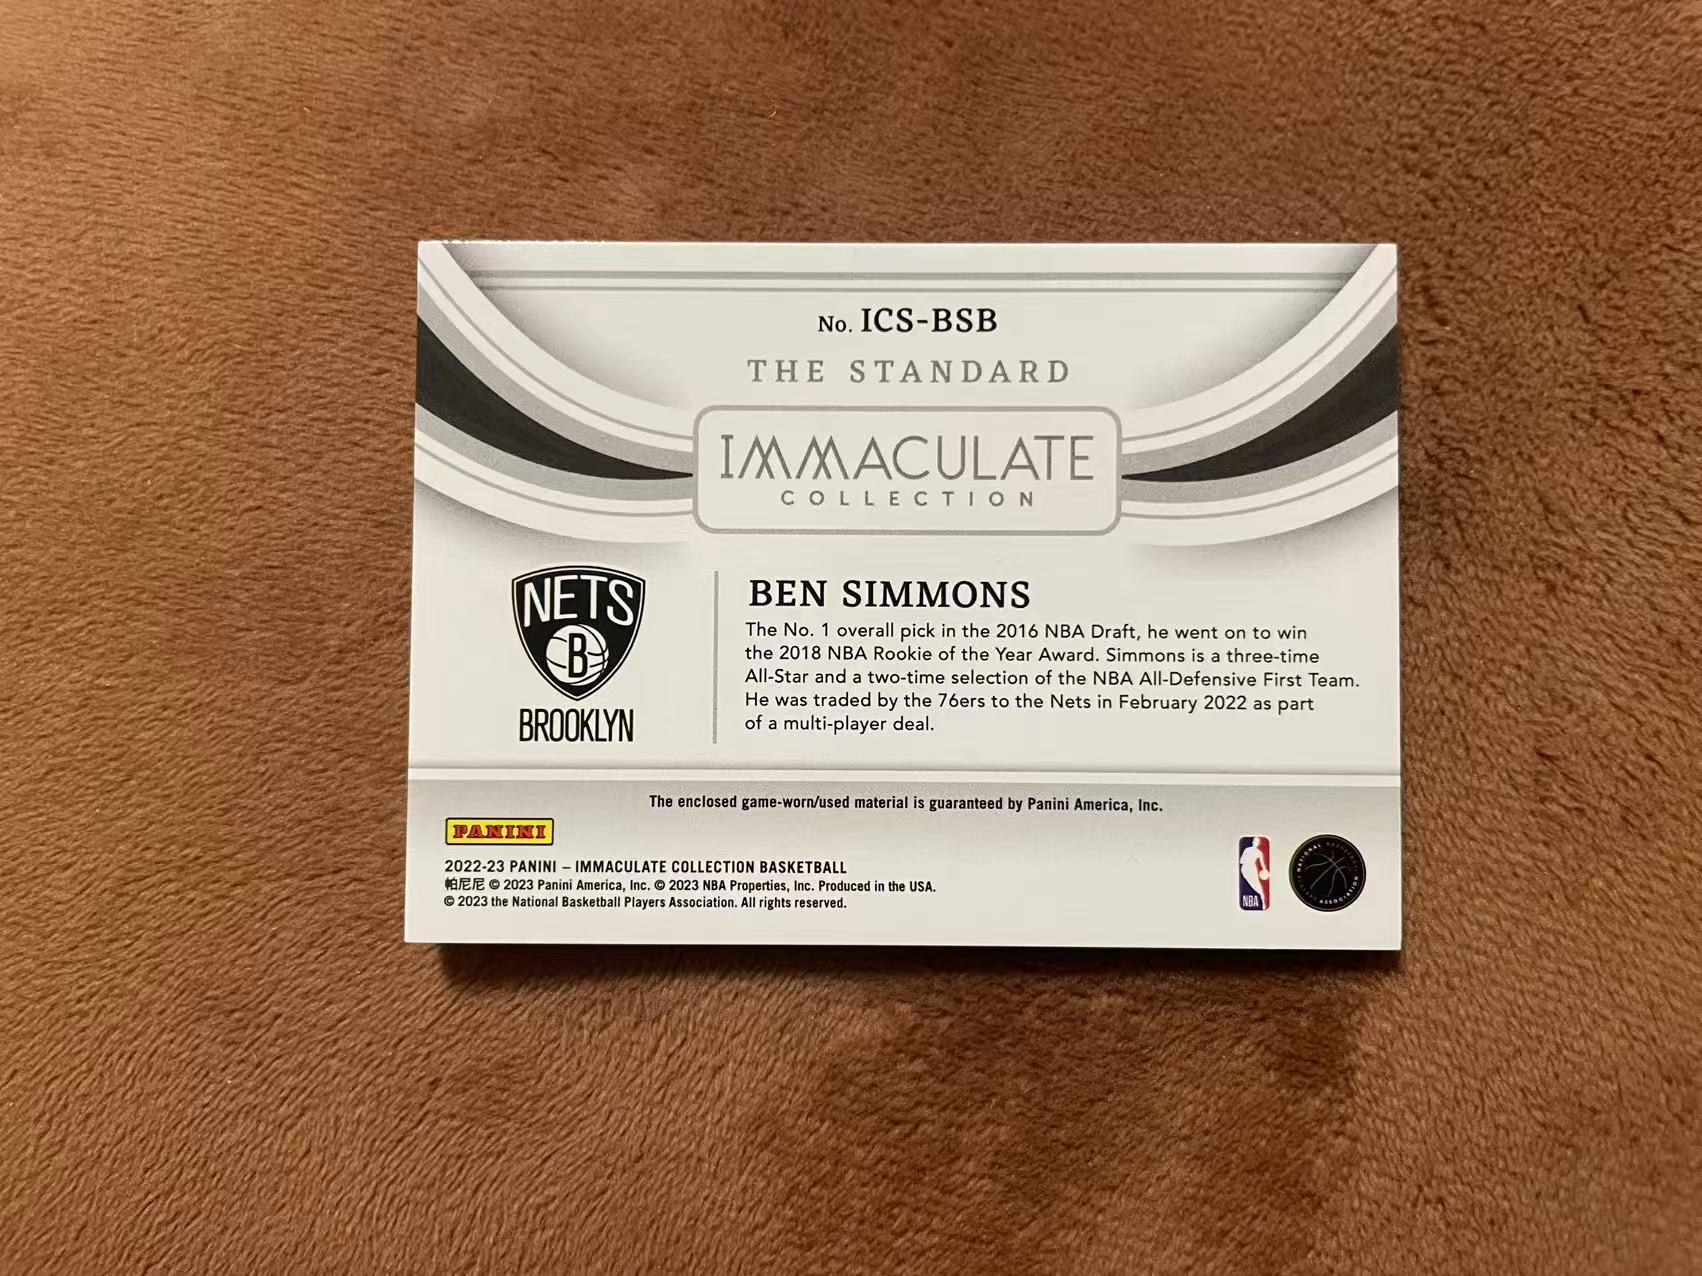 No. ICS-BSB
THE STANDARD
IMMACULATE
COLLECTION
NETS
B
BROOKLYN
BEN SIMMONS
The No. 1 overall pick in the 2016 NBA Draft, he went on to win
the 2018 NBA Rookie of the Year Award. Simmons is a three-time
All-Star and a two-time selection of the NBA All-Defensive First Team.
He was traded by the 76ers to the Nets in February 2022 as part
of a multi-player deal.
The enclosed game-worn/used material is guaranteed by Panini America, Inc.
PANINI
2022-23 PANINI – IMMACULATE COLLECTION BASKETBALL
帕尼尼 © 2023 Panini America, Inc. © 2023 NBA Properties, Inc. Produced in the USA.
© 2023 the National Basketball Players Association. All rights reserved.
NBA
NATIONAL BASKETBALL
ASSOCIATION